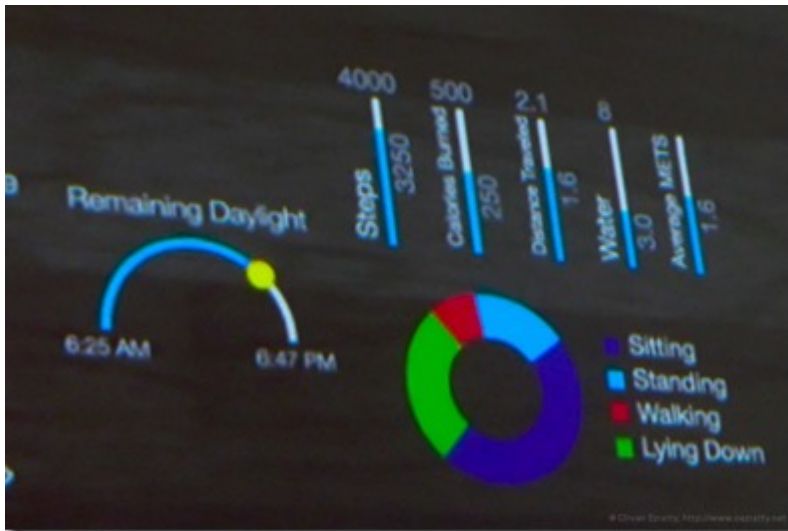 4000
500
2.1
8
Steps
3250
Calories Burned
250
Distance Traveled
1.6
Water
3.0
Average METS
1.6
Remaining Daylight
6:25 AM
6:47 PM
Sitting
Standing
Walking
Lying Down